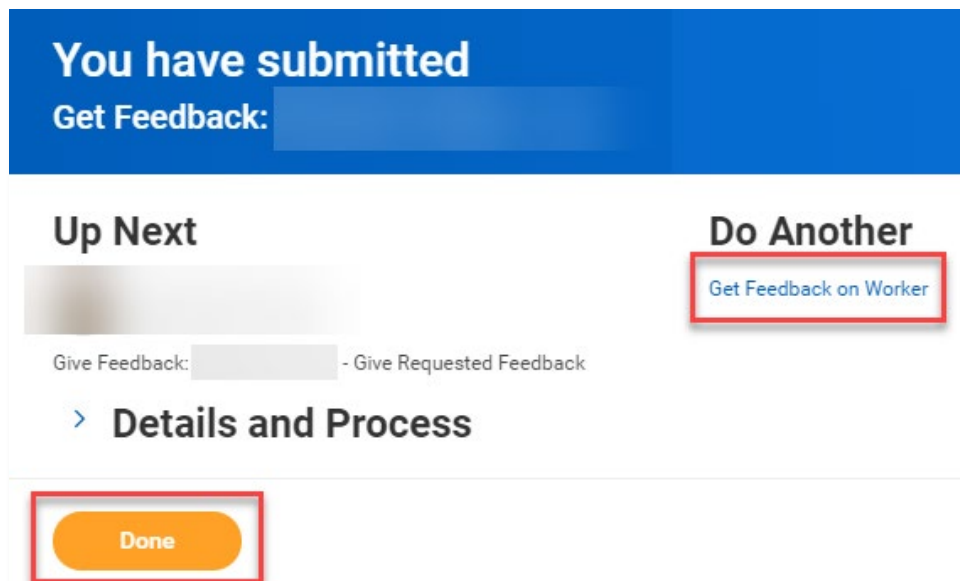 You have submitted
Get Feedback:
Up Next
Do Another
Get Feedback on Worker
Give Feedback: - Give Requested Feedback
Details and Process
Done